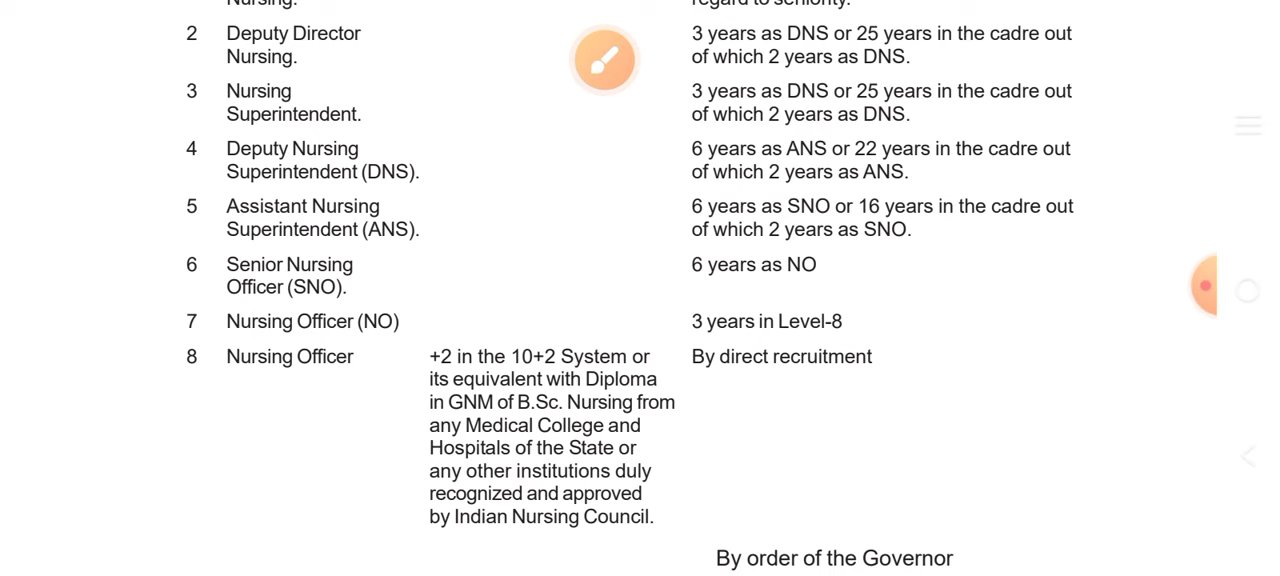 Nursing.
regard to seniority.
2 Deputy Director 3 years as DNS or 25 years in the cadre out
Nursing. of which 2 years as DNS.
3 Nursing 3 years as DNS or 25 years in the cadre out
Superintendent. of which 2 years as DNS.
4 Deputy Nursing 6 years as ANS or 22 years in the cadre out
Superintendent (DNS). of which 2 years as ANS.
5 Assistant Nursing 6 years as SNO or 16 years in the cadre out
Superintendent (ANS). of which 2 years as SNO.
6 Senior Nursing 6 years as NO
Officer (SNO).
7 Nursing Officer (NO) 3 years in Level-8
8 Nursing Officer +2 in the 10+2 System or By direct recruitment
its equivalent with Diploma
in GNM of B.Sc. Nursing from
any Medical College and
Hospitals of the State or
any other institutions duly
recognized and approved
by Indian Nursing Council.
By order of the Governor